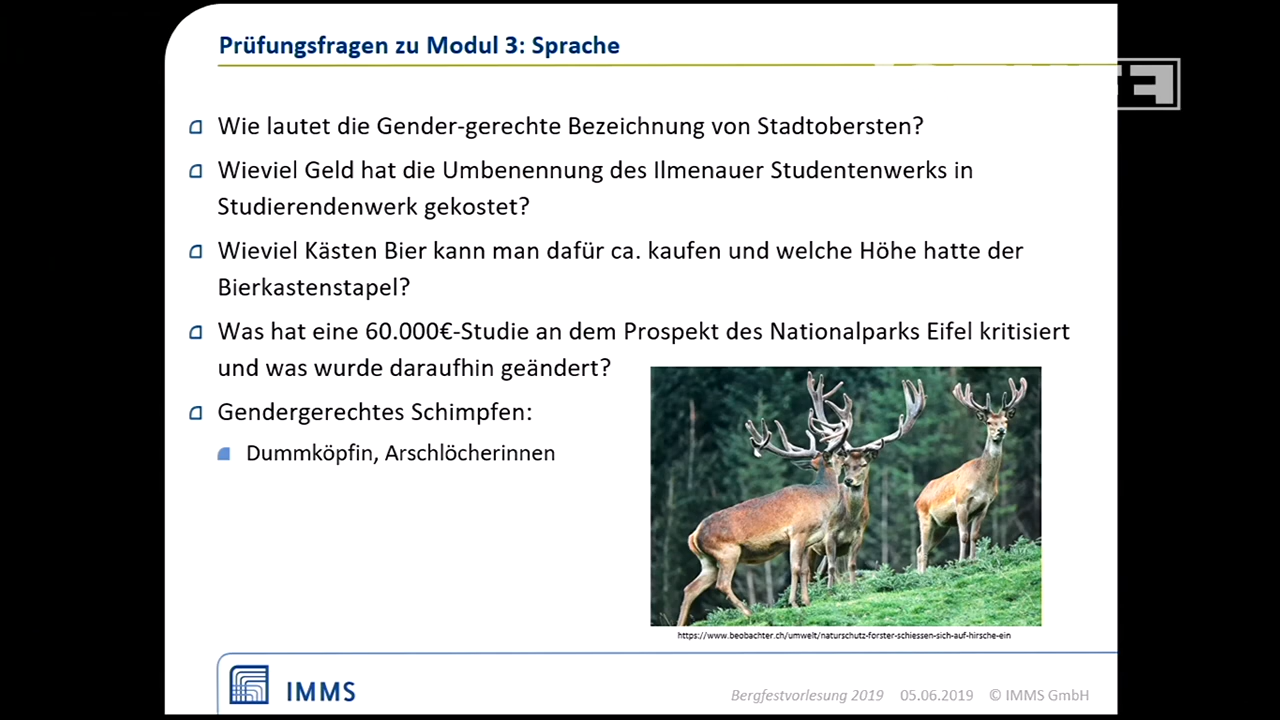 Prüfungsfragen zu Modul 3: Sprache
Wie lautet die Gender-gerechte Bezeichnung von Stadtobersten?
Wieviel Geld hat die Umbenennung des Ilmenauer Studentenwerks in
Studierendenwerk gekostet?
Wieviel Kästen Bier kann man dafür ca. kaufen und welche Höhe hatte der
Bierkastenstapel?
Was hat eine 60.000€-Studie an dem Prospekt des Nationalparks Eifel kritisiert
und was wurde daraufhin geändert?
Gendergerechtes Schimpfen:
Dummköpfin, Arschlöcherinnen
https://www.beobachter.ch/umwelt/naturschutz-forster-schiessen-sich-auf-hirsche-ein
IMMS
Bergfestvorlesung 2019 05.06.2019 © IMMS GmbH